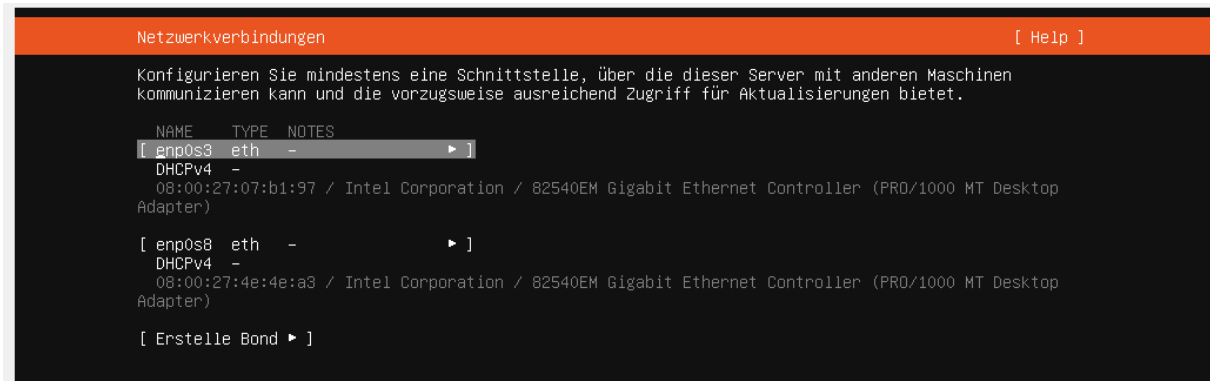 Netzwerkverbindungen [ Help ]
Konfigurieren Sie mindestens eine Schnittstelle, über die dieser Server mit anderen Maschinen
kommunizieren kann und die vorzugsweise ausreichend Zugriff für Aktualisierungen bietet.
NAME TYPE NOTES
[ enp0s3 eth - ▸ ]
DHCPv4 -
08:00:27:07:b1:97 / Intel Corporation / 82540EM Gigabit Ethernet Controller (PRO/1000 MT Desktop
Adapter)
[ enp0s8 eth - ▸ ]
DHCPv4 -
08:00:27:4e:4e:a3 / Intel Corporation / 82540EM Gigabit Ethernet Controller (PRO/1000 MT Desktop
Adapter)
[ Erstelle Bond ▸ ]